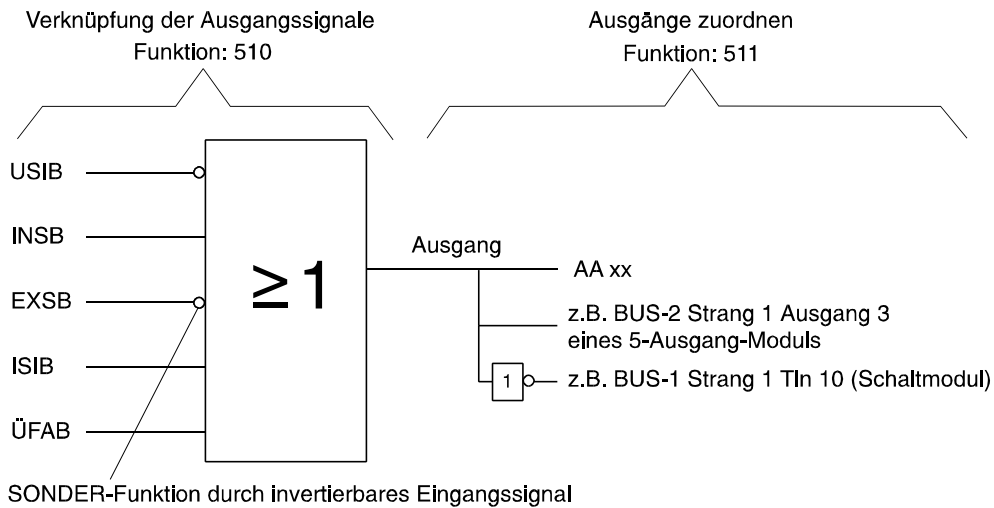 Verknüpfung der Ausgangssignale
Funktion: 510
Ausgänge zuordnen
Funktion: 511
USIB
INSB
EXSB
ISIB
ÜFAB
≥1
Ausgang
AA xx
z.B. BUS-2 Strang 1 Ausgang 3
eines 5-Ausgang-Moduls
1
z.B. BUS-1 Strang 1 Tln 10 (Schaltmodul)
SONDER-Funktion durch invertierbares Eingangssignal